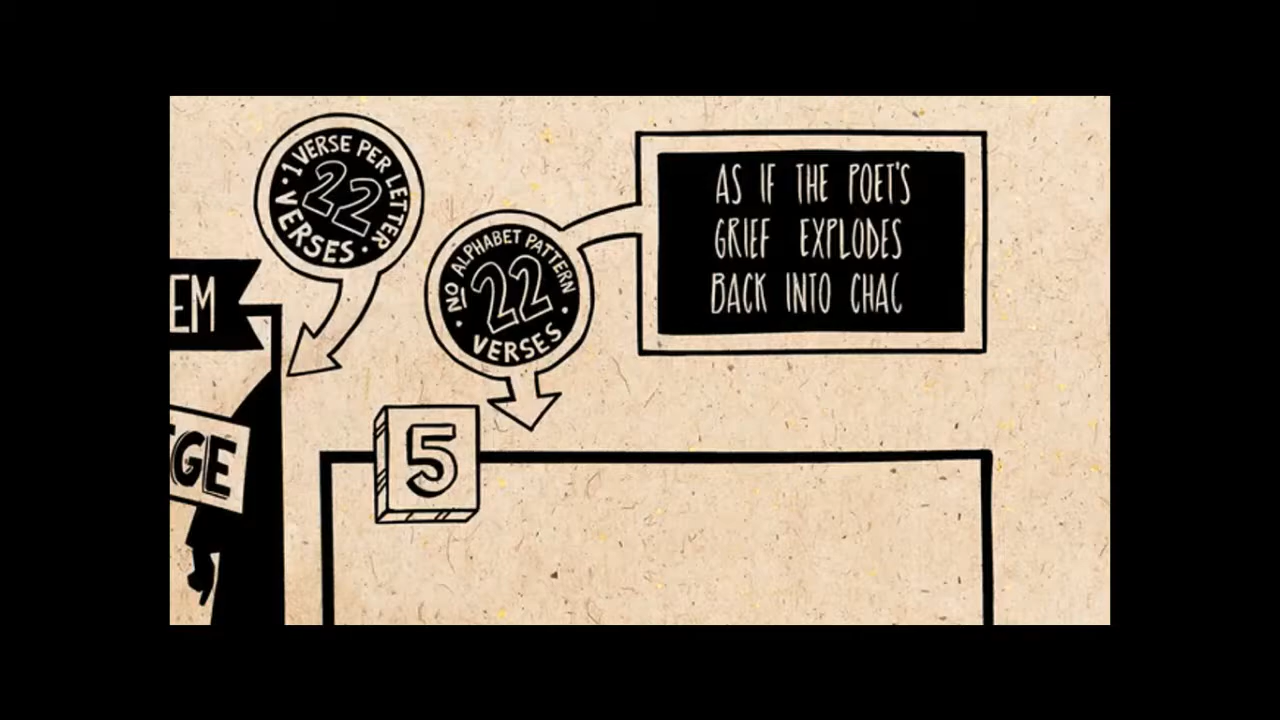 · 1 VERSE PER LETTER ·
22
VERSES
NO ALPHABET PATTERN
22
· VERSES ·
AS IF THE POET'S
GRIEF EXPLODES
BACK INTO CHAC
EM
GE
5